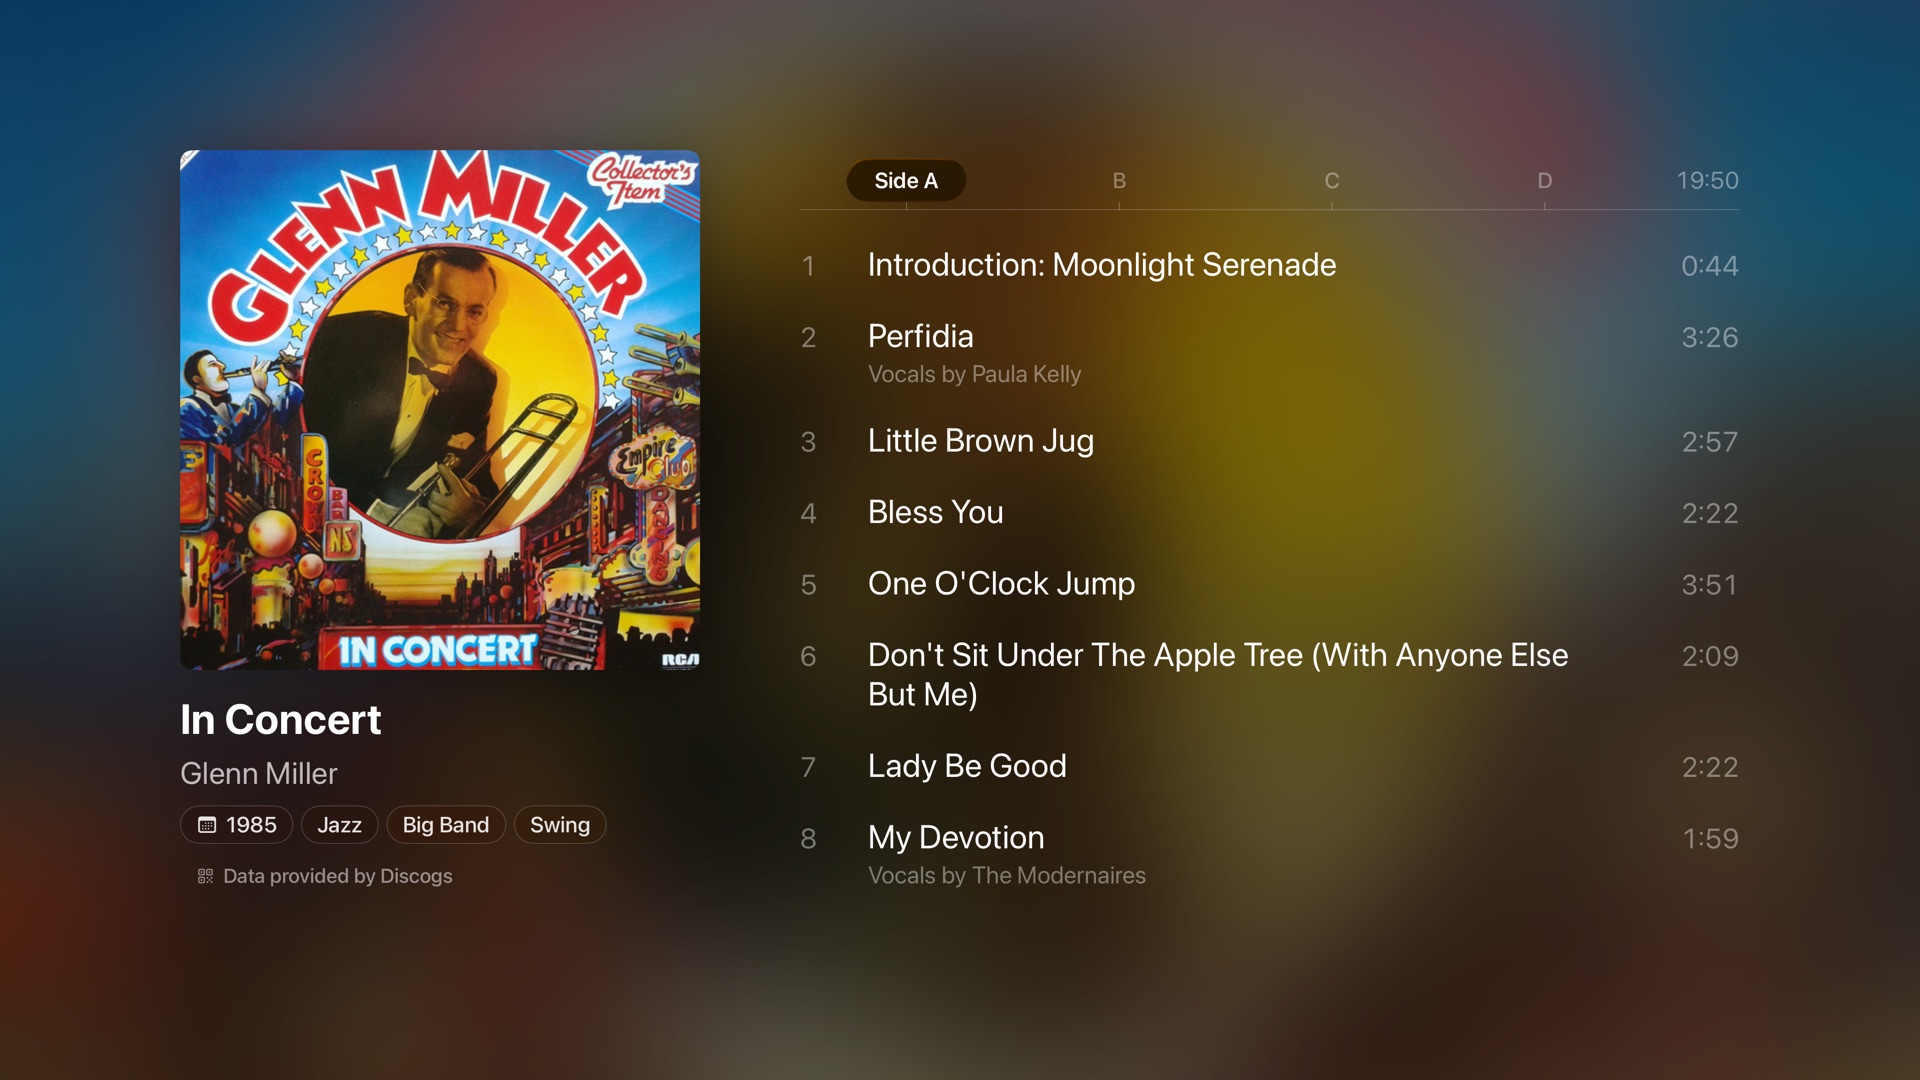 GLENN MILLER
Collector's
Item
Empire
Club
DANCING
CROWN
BAR
NS
IN CONCERT
RCA
In Concert
Glenn Miller
1985
Jazz
Big Band
Swing
Data provided by Discogs
Side A
B
C
D
19:50
1 Introduction: Moonlight Serenade 0:44
2 Perfidia 3:26
Vocals by Paula Kelly
3 Little Brown Jug 2:57
4 Bless You 2:22
5 One O'Clock Jump 3:51
6 Don't Sit Under The Apple Tree (With Anyone Else 2:09
But Me)
7 Lady Be Good 2:22
8 My Devotion 1:59
Vocals by The Modernaires